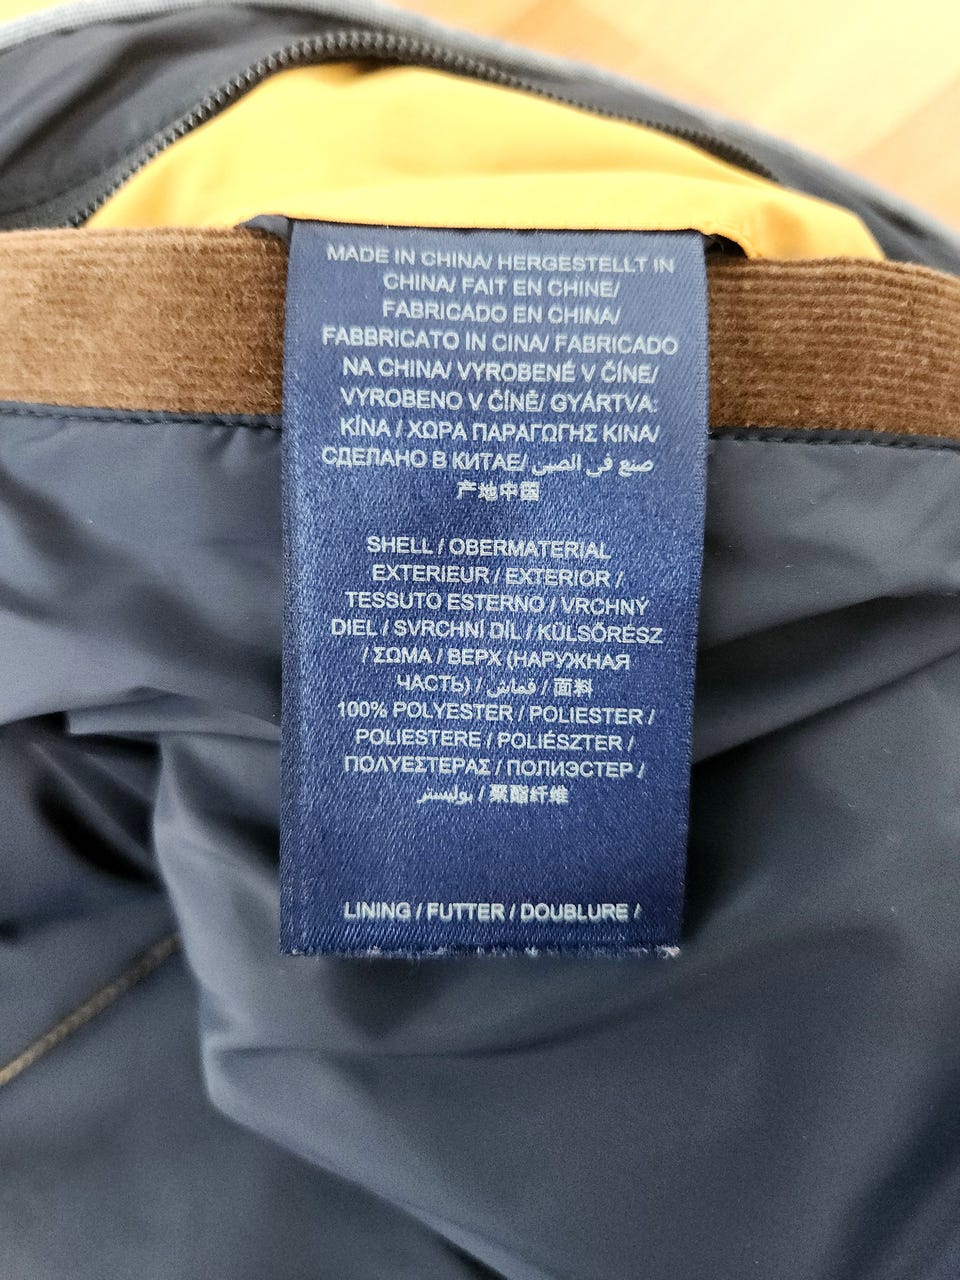 MADE IN CHINA/ HERGESTELLT IN
CHINA/ FAIT EN CHINE/
FABRICADO EN CHINA/
FABBRICATO IN CINA/ FABRICADO
NA CHINA/ VYROBENÉ V ČÍNE/
VYROBENO V ČÍNĚ/ GYÁRTVA:
KÍNA / ΧΩΡΑ ΠΑΡΑΓΩΓΗΣ ΚΙΝΑ/
СДЕЛАНО В КИТАЕ/ صنع في الصين
产地中国
SHELL / OBERMATERIAL
EXTERIEUR / EXTERIOR /
TESSUTO ESTERNO / VRCHNÝ
DIEL / SVRCHNÍ DÍL / KÜLSŐRÉSZ
/ ΣΩΜΑ / ВЕРХ (НАРУЖНАЯ
ЧАСТЬ) / قماش / 面料
100% POLYESTER / POLIESTER /
POLIESTERE / POLIÉSZTER /
ΠΟΛΥΕΣΤΕΡΑΣ / ПОЛИЭСТЕР /
بوليستر / 聚酯纤维
LINING / FUTTER / DOUBLURE /